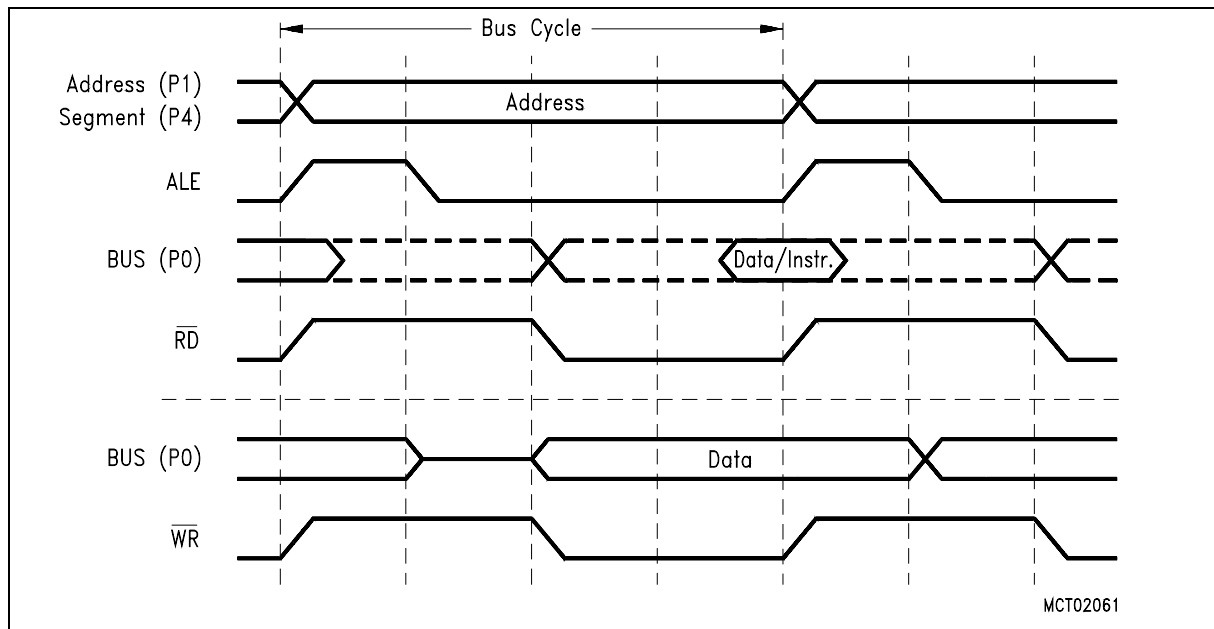 Bus Cycle
Address (P1)
Segment (P4)
Address
ALE
BUS (P0)
Data/Instr.
RD
BUS (P0)
Data
WR
MCT02061